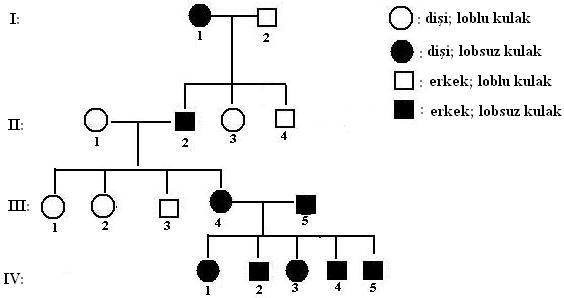 I:
1 2
: dişi; loblu kulak
: dişi; lobsuz kulak
: erkek; loblu kulak
: erkek; lobsuz kulak
II:
1 2 3 4
III:
1 2 3 4 5
IV:
1 2 3 4 5